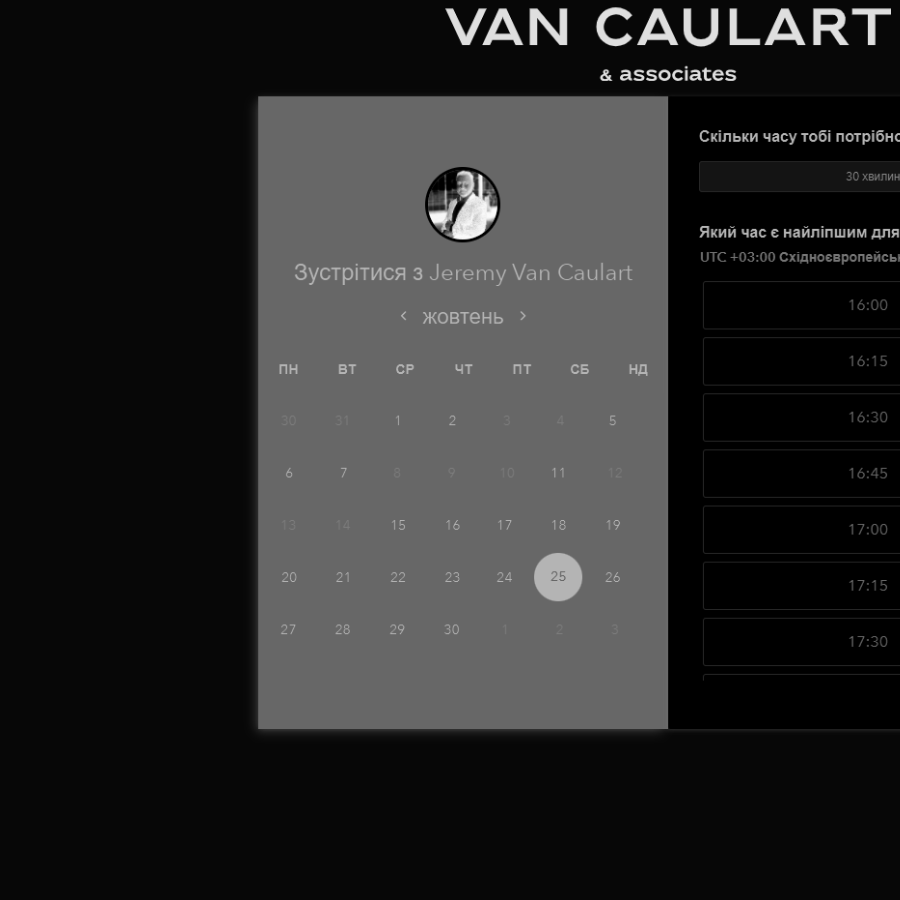 VAN CAULART
& associates
Зустрітися з Jeremy Van Caulart
жовтень
ПН ВТ СР ЧТ ПТ СБ НД
30 31 1 2 3 4 5
6 7 8 9 10 11 12
13 14 15 16 17 18 19
20 21 22 23 24 25 26
27 28 29 30 1 2 3
Скільки часу тобі потрібно
30 хвилин
Який час є найліпшим для
UTC +03:00 Східноєвропейськ
16:00
16:15
16:30
16:45
17:00
17:15
17:30